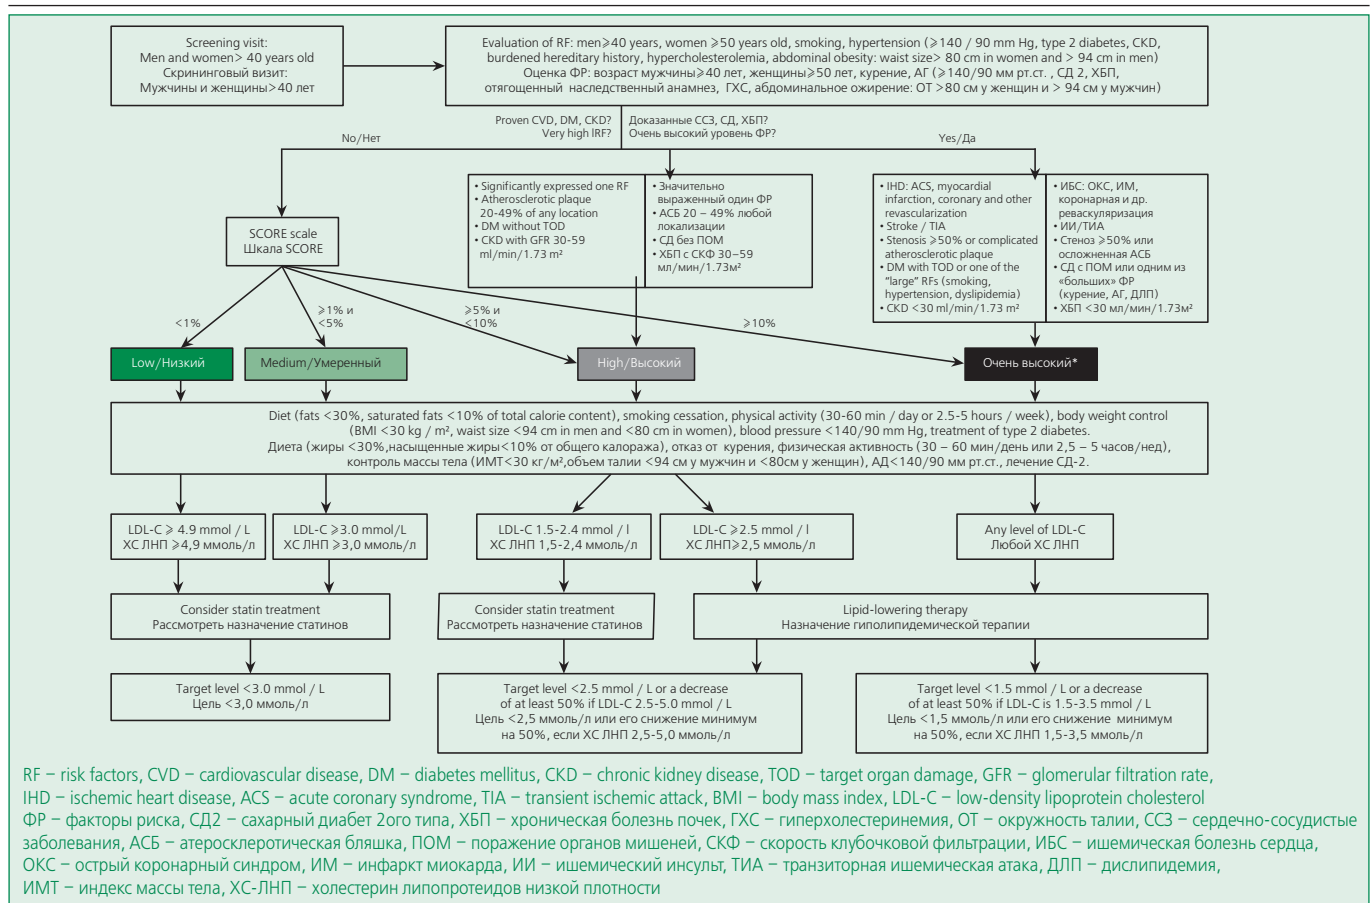 Screening visit:
Men and women> 40 years old
Скрининговый визит:
Мужчины и женщины>40 лет
Evaluation of RF: men⩾40 years, women ⩾50 years old, smoking, hypertension (⩾140 / 90 mm Hg, type 2 diabetes, CKD,
burdened hereditary history, hypercholesterolemia, abdominal obesity: waist size> 80 cm in women and > 94 cm in men)
Оценка ФР: возраст мужчины⩾40 лет, женщины⩾50 лет, курение, АГ (⩾140/90 мм рт.ст. , СД 2, ХБП,
отягощенный наследственный анамнез, ГХС, абдоминальное ожирение: ОТ >80 см у женщин и > 94 см у мужчин)
Proven CVD, DM, СКD?
Very high lRF?
Доказанные ССЗ, СД, ХБП?
Очень высокий уровень ФР?
No/Нет
Yes/Да
SCORE scale
Шкала SCORE
• Significantly expressed one RF
• Atherosclerotic plaque
20-49% of any location
• DM without TOD
• CKD with GFR 30-59
ml/min/1.73 m²
• Значительно
выраженный один ФР
• АСБ 20 – 49% любой
локализации
• СД без ПОМ
• ХБП с СКФ 30–59
мл/мин/1.73м²
• IHD: ACS, myocardial
infarction, coronary and other
revascularization
• Stroke / TIA
• Stenosis ⩾50% or complicated
atherosclerotic plaque
• DM with TOD or one of the
"large" RFs (smoking,
hypertension, dyslipidemia)
• CKD <30 ml/min/1.73 m²
• ИБС: ОКС, ИМ,
коронарная и др.
реваскуляризация
• ИИ/ТИА
• Стеноз ⩾50% или
осложненная АСБ
• СД с ПОМ или одним из
«больших» ФР
(курение, АГ, ДЛП)
• ХБП <30 мл/мин/1.73м²
<1%
⩾1% и
<5%
⩾5% и
<10%
⩾10%
Low/Низкий
Medium/Умеренный
High/Высокий
Очень высокий*
Diet (fats <30%, saturated fats <10% of total calorie content), smoking cessation, physical activity (30-60 min / day or 2.5-5 hours / week), body weight control
(BMI <30 kg / m², waist size <94 cm in men and <80 cm in women), blood pressure <140/90 mm Hg, treatment of type 2 diabetes.
Диета (жиры <30%,насыщенные жиры<10% от общего калоража), отказ от курения, физическая активность (30 – 60 мин/день или 2,5 – 5 часов/нед),
контроль массы тела (ИМТ<30 кг/м²,объем талии <94 см у мужчин и <80см у женщин), АД<140/90 мм рт.ст., лечение СД-2.
LDL-C ⩾ 4.9 mmol / L
ХС ЛНП ⩾4,9 ммоль/л
LDL-C ⩾3.0 mmol/L
ХС ЛНП ⩾3,0 ммоль/л
LDL-C 1.5-2.4 mmol / l
ХС ЛНП 1,5-2,4 ммоль/л
LDL-C ⩾2.5 mmol / l
ХС ЛНП⩾2,5 ммоль/л
Any level of LDL-C
Любой ХС ЛНП
Consider statin treatment
Рассмотреть назначение статинов
Consider statin treatment
Рассмотреть назначение статинов
Lipid-lowering therapy
Назначение гиполипидемической терапии
Target level <3.0 mmol / L
Цель <3,0 ммоль/л
Target level <2.5 mmol / L or a decrease
of at least 50% if LDL-C 2.5-5.0 mmol / L
Цель <2,5 ммоль/л или его снижение минимум
на 50%, если ХС ЛНП 2,5-5,0 ммоль/л
Target level <1.5 mmol / L or a decrease
of at least 50% if LDL-C is 1.5-3.5 mmol / L
Цель <1,5 ммоль/л или его снижение минимум
на 50%, если ХС ЛНП 1,5-3,5 ммоль/л
RF – risk factors, CVD – cardiovascular disease, DM – diabetes mellitus, CKD – chronic kidney disease, TOD – target organ damage, GFR – glomerular filtration rate,
IHD – ischemic heart disease, ACS – acute coronary syndrome, TIA – transient ischemic attack, BMI – body mass index, LDL-C – low-density lipoprotein cholesterol
ФР – факторы риска, СД2 – сахарный диабет 2ого типа, ХБП – хроническая болезнь почек, ГХС – гиперхолестеринемия, ОТ – окружность талии, ССЗ – сердечно-сосудистые
заболевания, АСБ – атеросклеротическая бляшка, ПОМ – поражение органов мишеней, СКФ – скорость клубочковой фильтрации, ИБС – ишемическая болезнь сердца,
ОКС – острый коронарный синдром, ИМ – инфаркт миокарда, ИИ – ишемический инсульт, ТИА – транзиторная ишемическая атака, ДЛП – дислипидемия,
ИМТ – индекс массы тела, ХС-ЛНП – холестерин липопротеидов низкой плотности